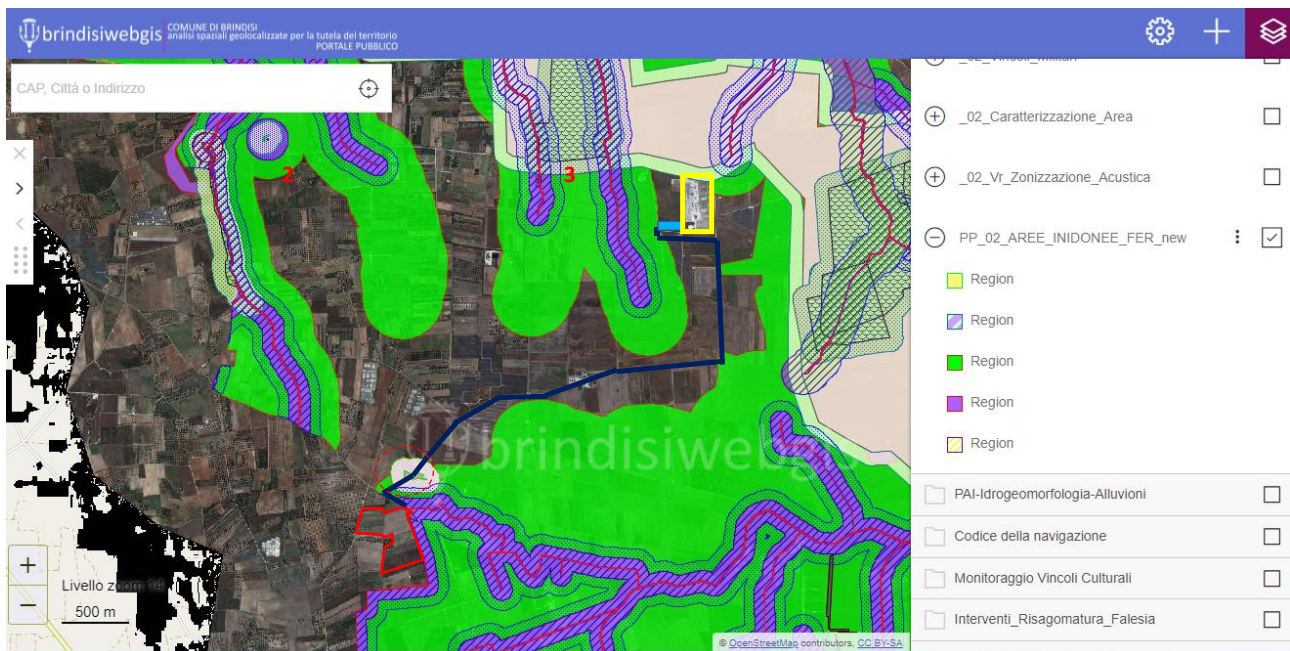 brindisiwebgis
COMUNE DI BRINDISI
analisi spaziali geolocalizzate per la tutela del territorio
PORTALE PUBBLICO
CAP, Città o Indirizzo
_02_Vincoli_Militari
_02_Caratterizzazione_Area
_02_Vr_Zonizzazione_Acustica
PP_02_AREE_INIDONEE_FER_new
Region
Region
Region
Region
Region
PAI-Idrogeomorfologia-Alluvioni
Codice della navigazione
Monitoraggio Vincoli Culturali
Interventi_Risagomatura_Falesia
2
3
brindisiwebgis
+
Livello zoom 14
−
500 m
© OpenStreetMap contributors, CC BY-SA